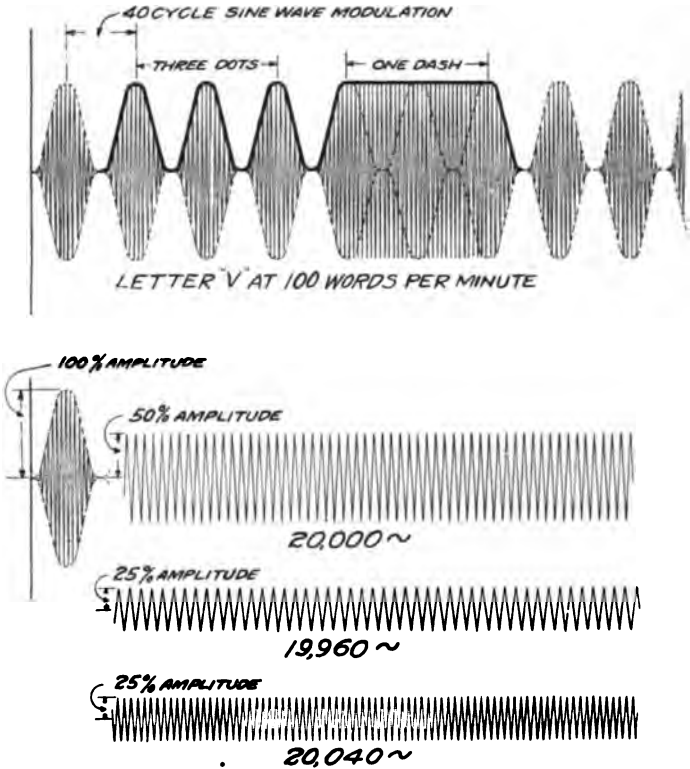 40 CYCLE SINE WAVE MODULATION
THREE DOTS
ONE DASH
LETTER "V" AT 100 WORDS PER MINUTE
100% AMPLITUDE
50% AMPLITUDE
20,000 ~
25% AMPLITUDE
19,960 ~
25% AMPLITUDE
20,040 ~